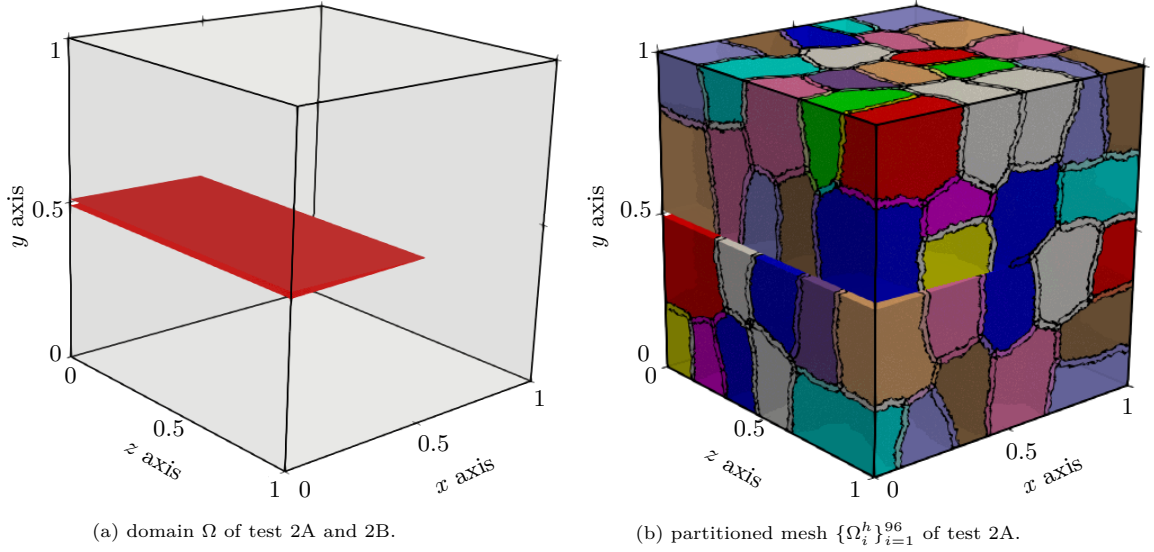 1
0.5
0
y axis
0
0.5
z axis
1
0
0.5
x axis
1
(a) domain Ω of test 2A and 2B.
1
0.5
0
y axis
0
0.5
z axis
1
0
0.5
x axis
1
(b) partitioned mesh {Ω_i^h}_{i=1}^{96} of test 2A.